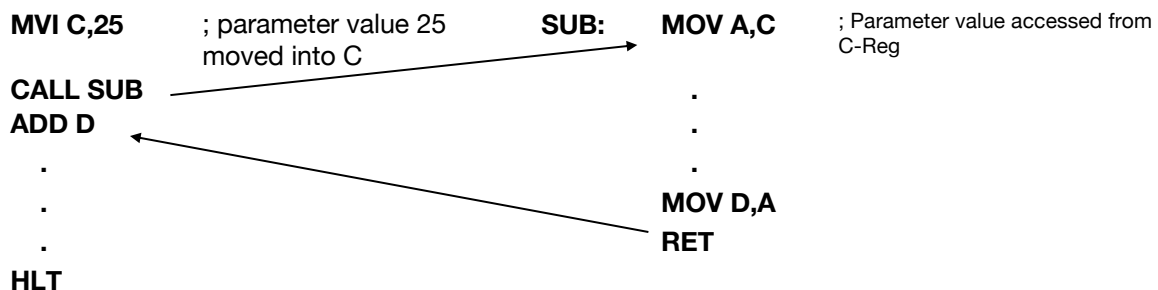 MVI C,25 ; parameter value 25
moved into C
CALL SUB
ADD D
.
.
.
HLT
SUB: MOV A,C ; Parameter value accessed from
C-Reg
.
.
.
MOV D,A
RET